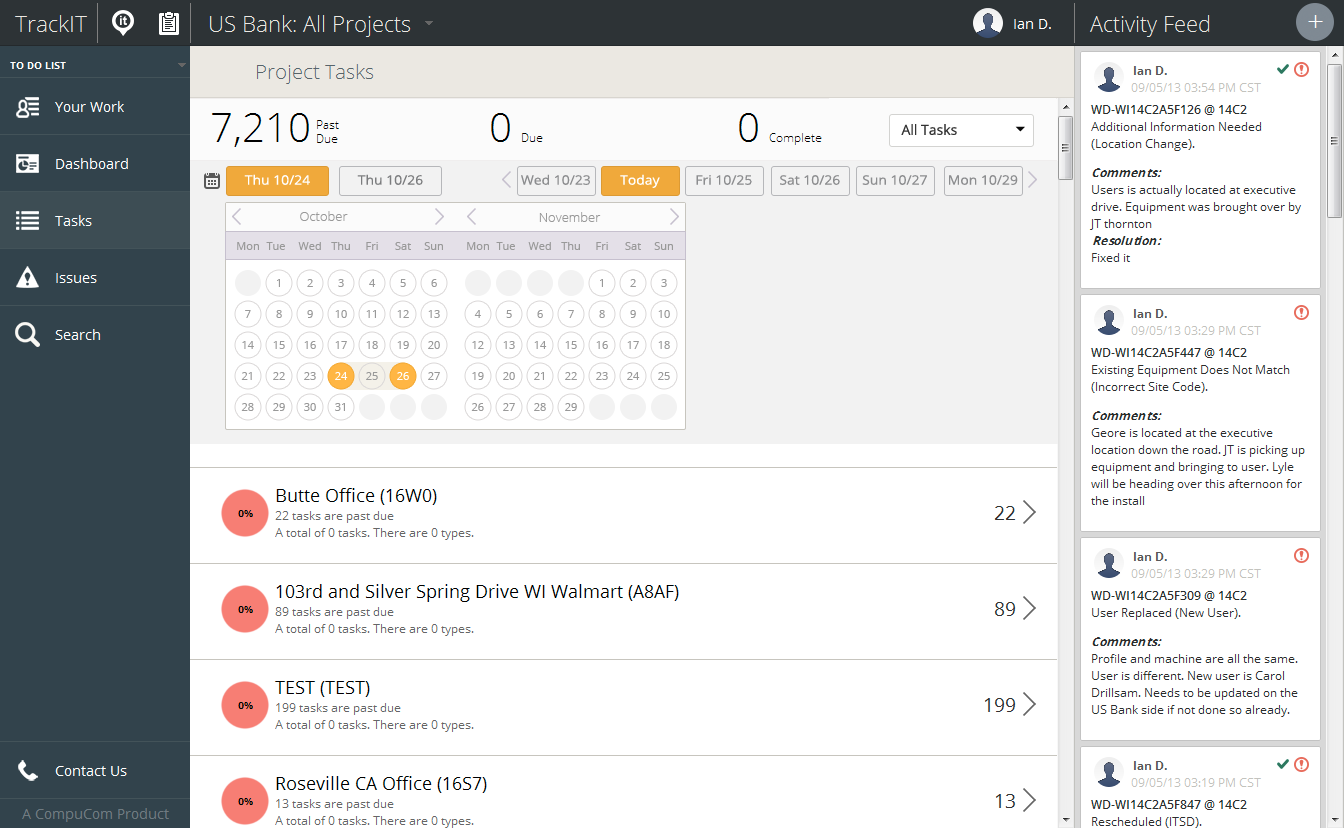 TrackIT
it
US Bank: All Projects
Ian D.
Activity Feed
+
TO DO LIST
Your Work
Dashboard
Tasks
Issues
Search
Contact Us
A CompuCom Product
Project Tasks
7,210 Past Due
0 Due
0 Complete
All Tasks
Thu 10/24
Thu 10/26
Wed 10/23
Today
Fri 10/25
Sat 10/26
Sun 10/27
Mon 10/29
October
November
Mon Tue Wed Thu Fri Sat Sun
Mon Tue Wed Thu Fri Sat Sun
1 2 3 4 5 6
1 2 3
7 8 9 10 11 12 13
4 5 6 7 8 9 10
14 15 16 17 18 19 20
12 13 14 15 16 17 18
21 22 23 24 25 26 27
19 20 21 22 23 24 25
28 29 30 31
26 27 28 29
0%
Butte Office (16W0)
22 tasks are past due
A total of 0 tasks. There are 0 types.
22
0%
103rd and Silver Spring Drive WI Walmart (A8AF)
89 tasks are past due
A total of 0 tasks. There are 0 types.
89
0%
TEST (TEST)
199 tasks are past due
A total of 0 tasks. There are 0 types.
199
0%
Roseville CA Office (16S7)
13 tasks are past due
A total of 0 tasks. There are 0 types.
13
Ian D.
09/05/13 03:54 PM CST
WD-WI14C2A5F126 @ 14C2
Additional Information Needed
(Location Change).
Comments:
Users is actually located at executive
drive. Equipment was brought over by
JT thornton
Resolution:
Fixed it
Ian D.
09/05/13 03:29 PM CST
WD-WI14C2A5F447 @ 14C2
Existing Equipment Does Not Match
(Incorrect Site Code).
Comments:
Geore is located at the executive
location down the road. JT is picking up
equipment and bringing to user. Lyle
will be heading over this afternoon for
the install
Ian D.
09/05/13 03:29 PM CST
WD-WI14C2A5F309 @ 14C2
User Replaced (New User).
Comments:
Profile and machine are all the same.
User is different. New user is Carol
Drillsam. Needs to be updated on the
US Bank side if not done so already.
Ian D.
09/05/13 03:19 PM CST
WD-WI14C2A5F847 @ 14C2
Rescheduled (ITSD).